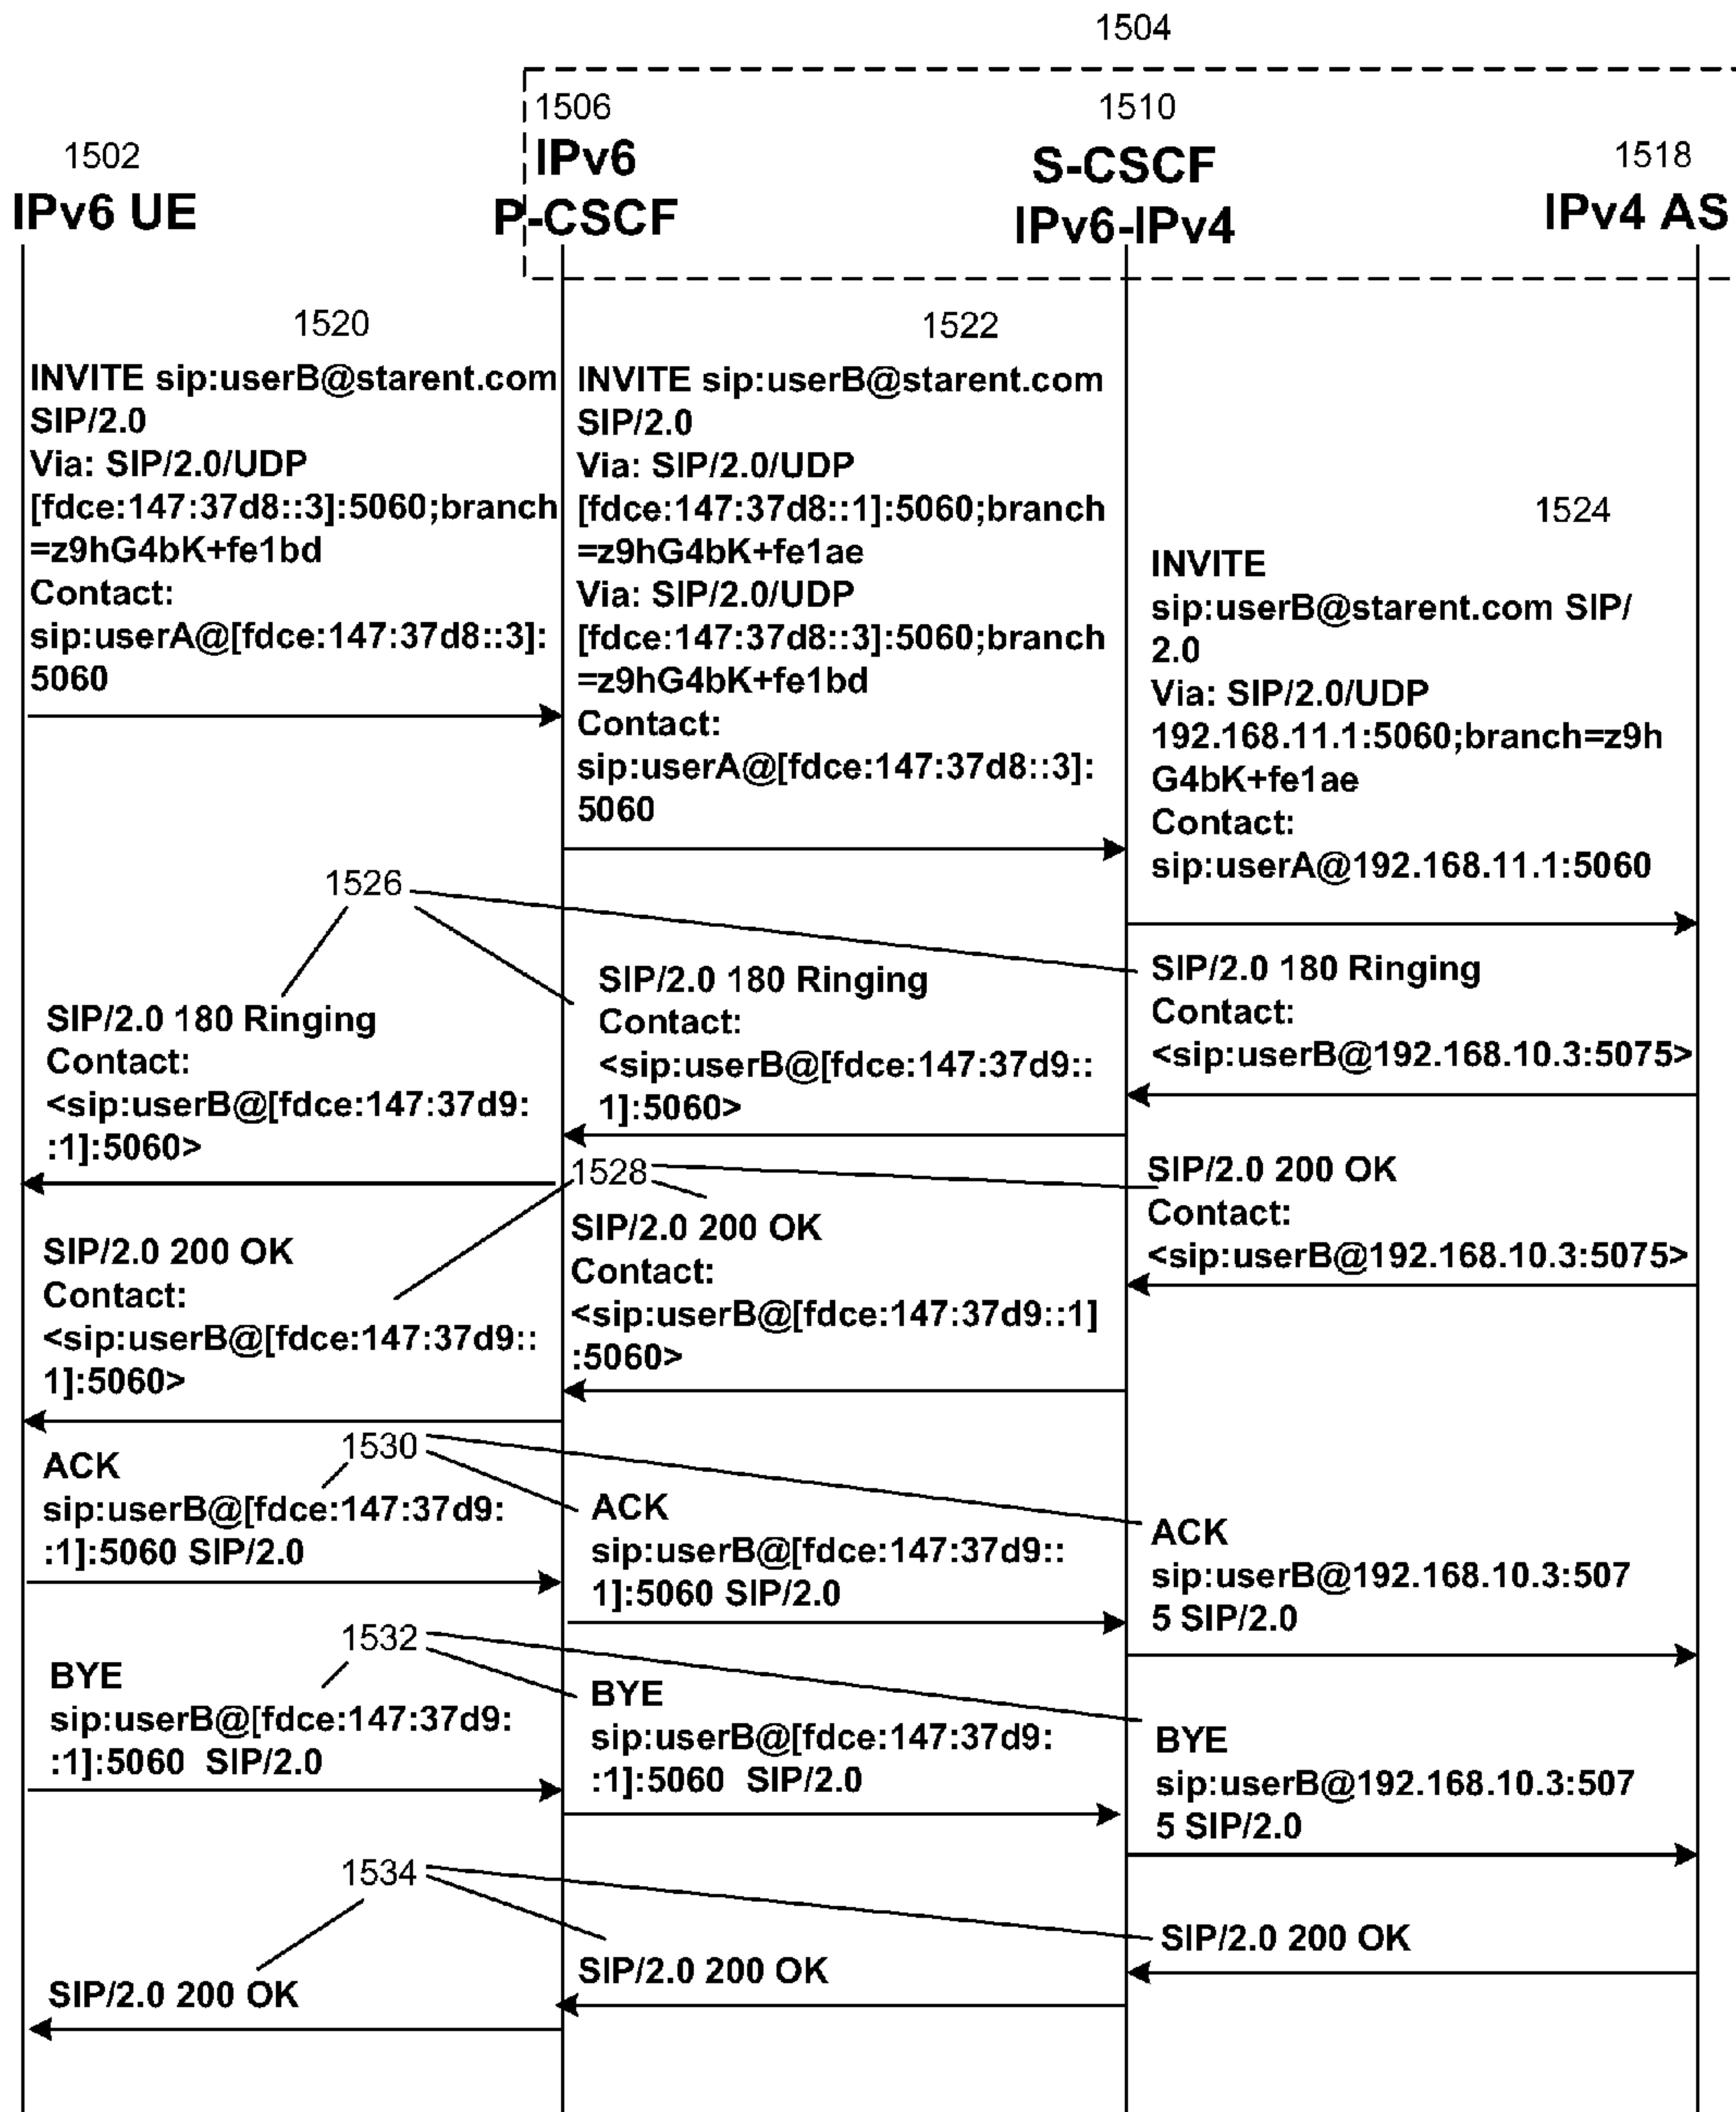 1504
1506
IPv6
P-CSCF
1510
S-CSCF
IPv6-IPv4
1502
IPv6 UE
1518
IPv4 AS
1520
INVITE sip:userB@starent.com
SIP/2.0
Via: SIP/2.0/UDP
[fdce:147:37d8::3]:5060;branch
=z9hG4bK+fe1bd
Contact:
sip:userA@[fdce:147:37d8::3]:
5060
1522
INVITE sip:userB@starent.com
SIP/2.0
Via: SIP/2.0/UDP
[fdce:147:37d8::1]:5060;branch
=z9hG4bK+fe1ae
Via: SIP/2.0/UDP
[fdce:147:37d8::3]:5060;branch
=z9hG4bK+fe1bd
Contact:
sip:userA@[fdce:147:37d8::3]:
5060
1524
INVITE
sip:userB@starent.com SIP/
2.0
Via: SIP/2.0/UDP
192.168.11.1:5060;branch=z9h
G4bK+fe1ae
Contact:
sip:userA@192.168.11.1:5060
1526
SIP/2.0 180 Ringing
Contact:
<sip:userB@192.168.10.3:5075>
SIP/2.0 180 Ringing
Contact:
<sip:userB@[fdce:147:37d9::
1]:5060>
SIP/2.0 180 Ringing
Contact:
<sip:userB@[fdce:147:37d9:
:1]:5060>
1528
SIP/2.0 200 OK
Contact:
<sip:userB@192.168.10.3:5075>
SIP/2.0 200 OK
Contact:
<sip:userB@[fdce:147:37d9::1]
:5060>
SIP/2.0 200 OK
Contact:
<sip:userB@[fdce:147:37d9::
1]:5060>
1530
ACK
sip:userB@[fdce:147:37d9:
:1]:5060 SIP/2.0
ACK
sip:userB@[fdce:147:37d9::
1]:5060 SIP/2.0
ACK
sip:userB@192.168.10.3:507
5 SIP/2.0
1532
BYE
sip:userB@[fdce:147:37d9:
:1]:5060 SIP/2.0
BYE
sip:userB@[fdce:147:37d9:
:1]:5060 SIP/2.0
BYE
sip:userB@192.168.10.3:507
5 SIP/2.0
1534
SIP/2.0 200 OK
SIP/2.0 200 OK
SIP/2.0 200 OK